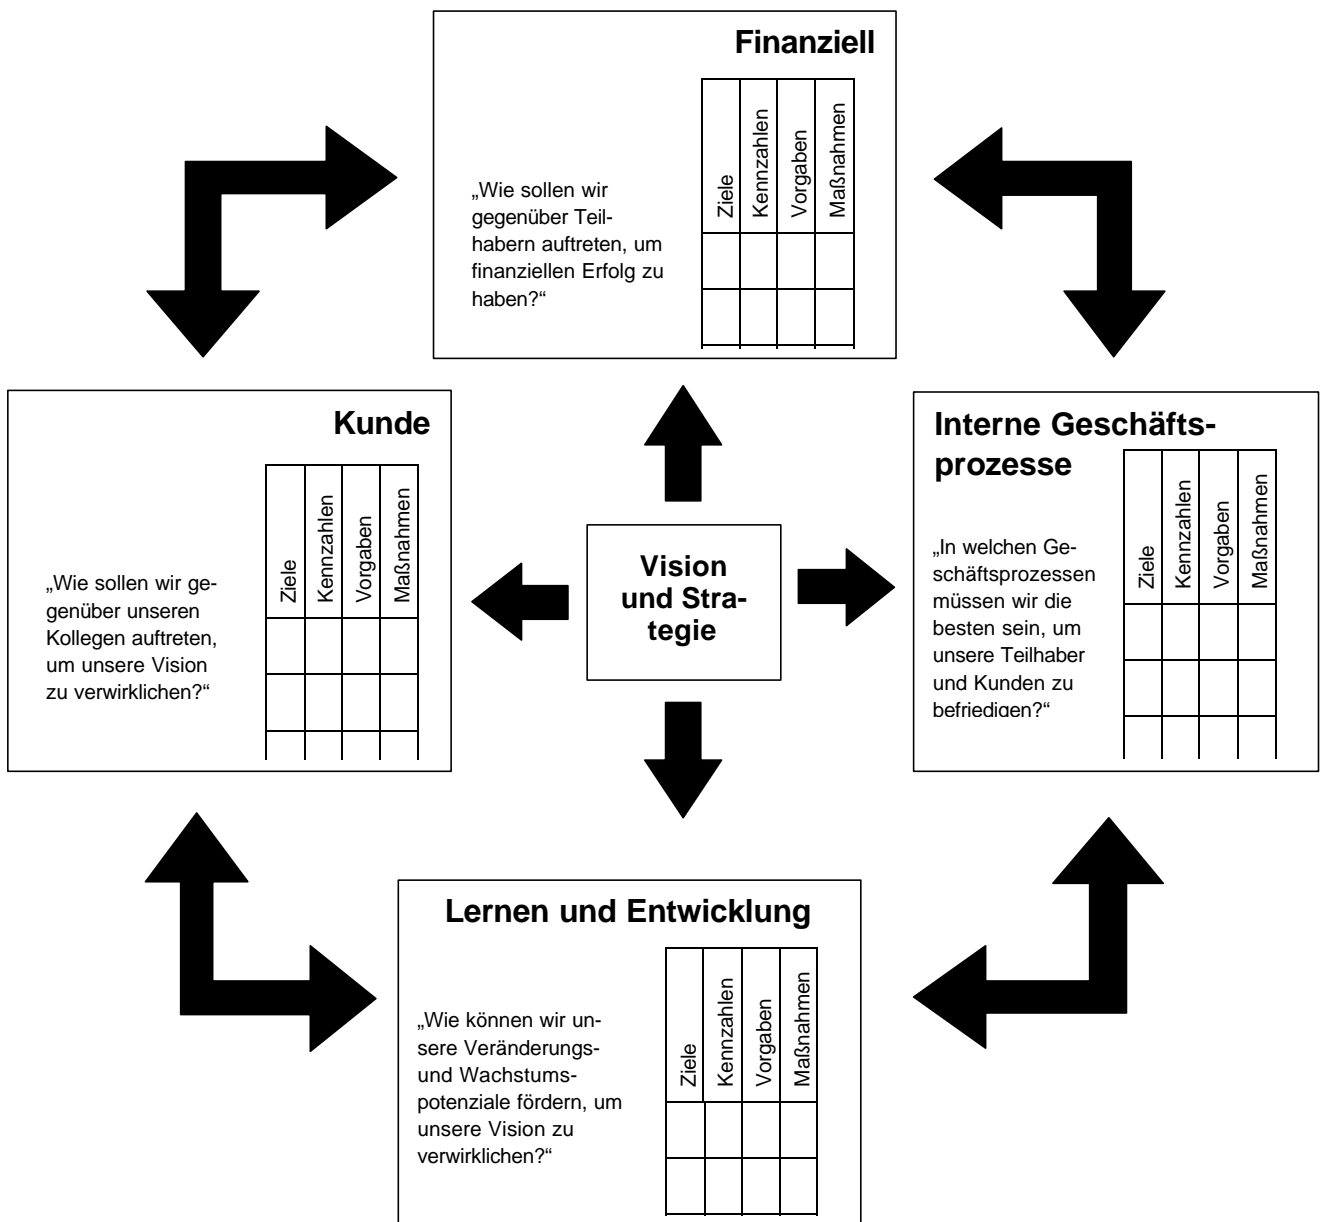 Finanziell
Ziele
Kennzahlen
Vorgaben
Maßnahmen
„Wie sollen wir
gegenüber Teil-
habern auftreten, um
finanziellen Erfolg zu
haben?“
Kunde
Ziele
Kennzahlen
Vorgaben
Maßnahmen
„Wie sollen wir ge-
genüber unseren
Kollegen auftreten,
um unsere Vision
zu verwirklichen?“
Vision
und Stra-
tegie
Interne Geschäfts-
prozesse
Ziele
Kennzahlen
Vorgaben
Maßnahmen
„In welchen Ge-
schäftsprozessen
müssen wir die
besten sein, um
unsere Teilhaber
und Kunden zu
befriedigen?“
Lernen und Entwicklung
Ziele
Kennzahlen
Vorgaben
Maßnahmen
„Wie können wir un-
sere Veränderungs-
und Wachstums-
potenziale fördern, um
unsere Vision zu
verwirklichen?“